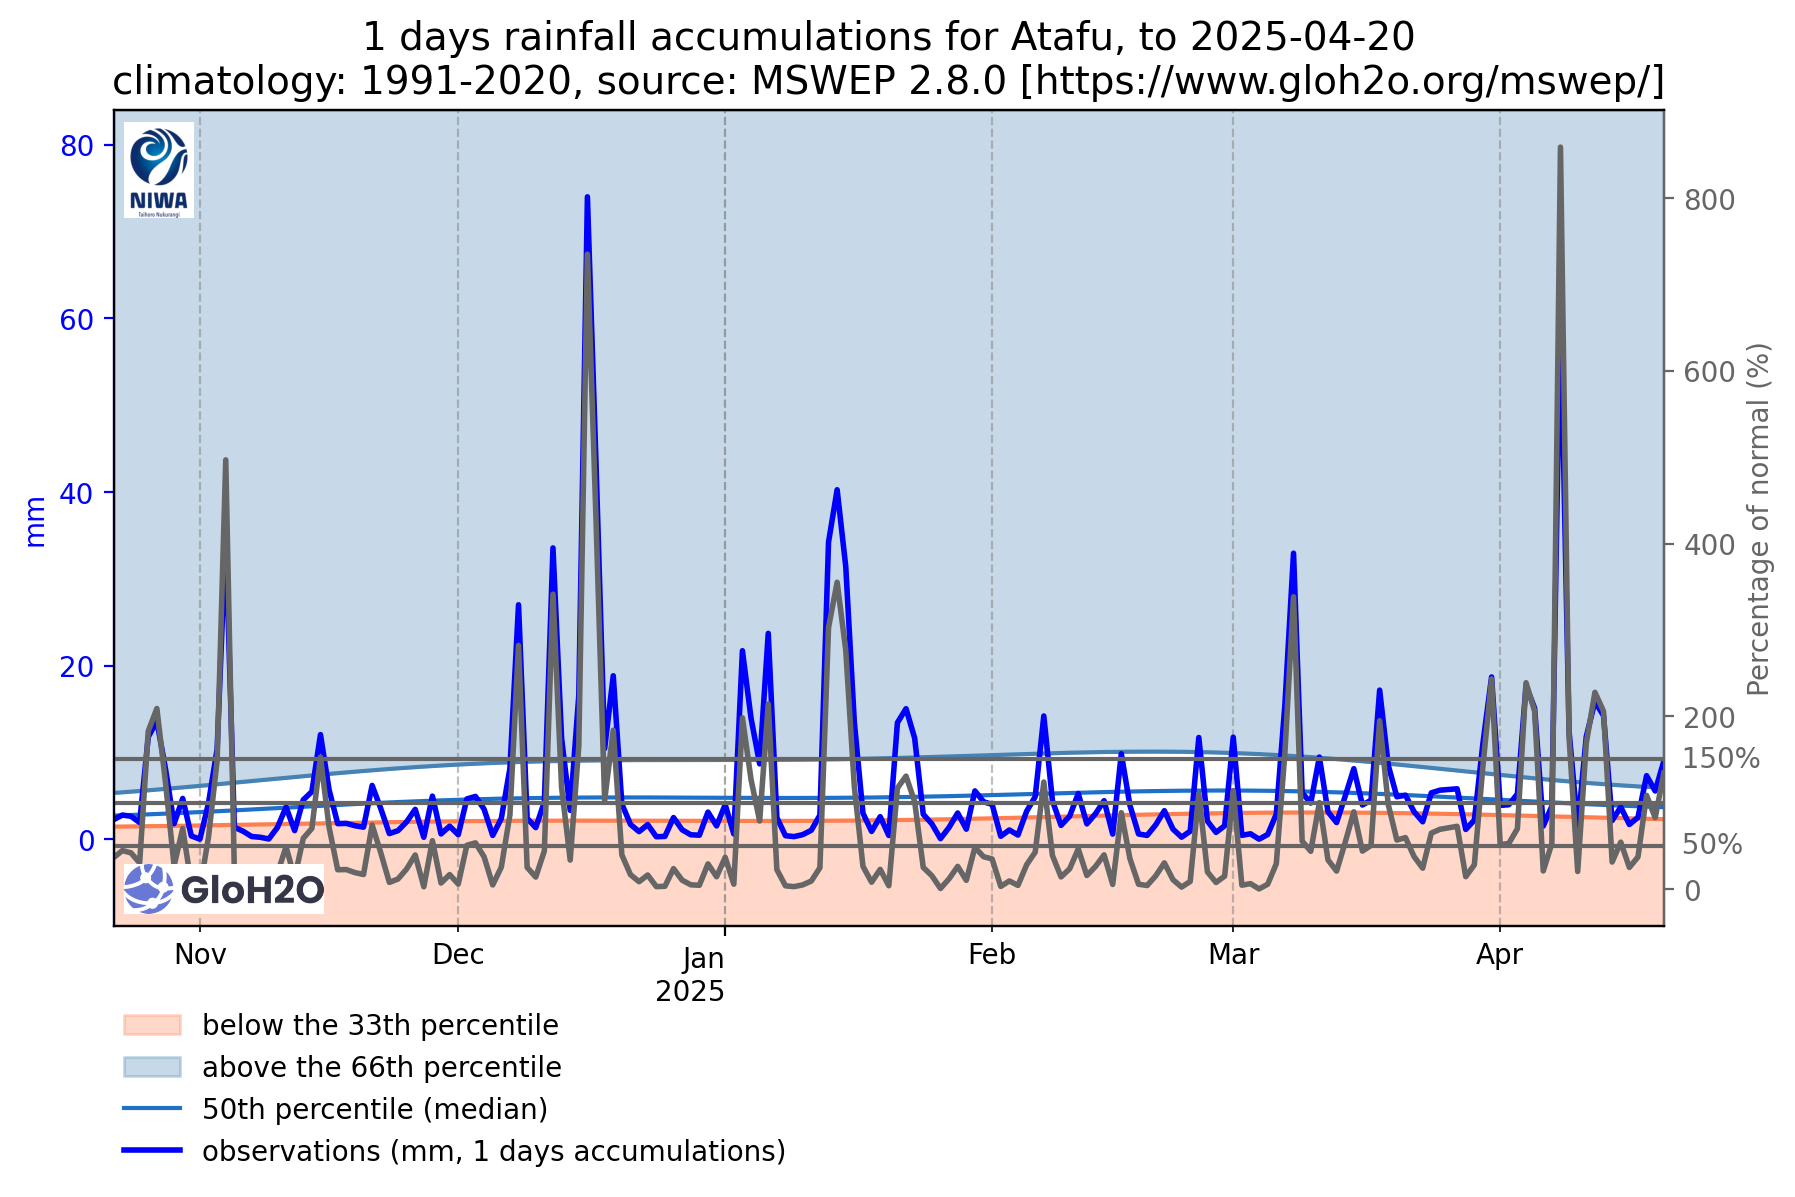 1 days rainfall accumulations for Atafu, to 2025-04-20
climatology: 1991-2020, source: MSWEP 2.8.0 [https://www.gloh2o.org/mswep/]
80
60
40
20
0
mm
NIWA
Taihoro Nukurangi
GloH2O
800
600
400
200
150%
50%
0
Percentage of normal (%)
Nov
Dec
Jan
2025
Feb
Mar
Apr
below the 33th percentile
above the 66th percentile
50th percentile (median)
observations (mm, 1 days accumulations)